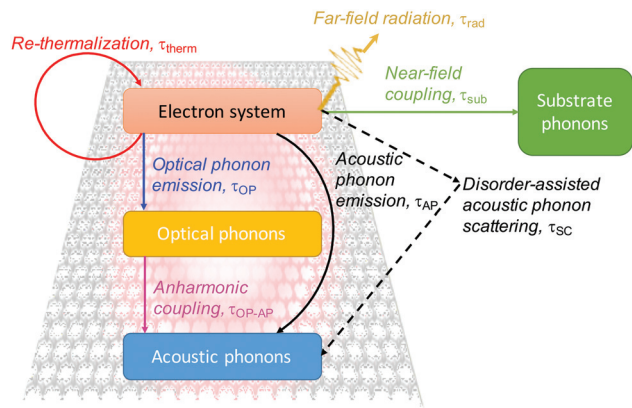 Far-field radiation, τrad
Re-thermalization, τtherm
Near-field
coupling, τsub
Electron system
Substrate
phonons
Optical phonon
emission, τOP
Acoustic
phonon
emission, τAP
Disorder-assisted
acoustic phonon
scattering, τSC
Optical phonons
Anharmonic
coupling, τOP-AP
Acoustic phonons